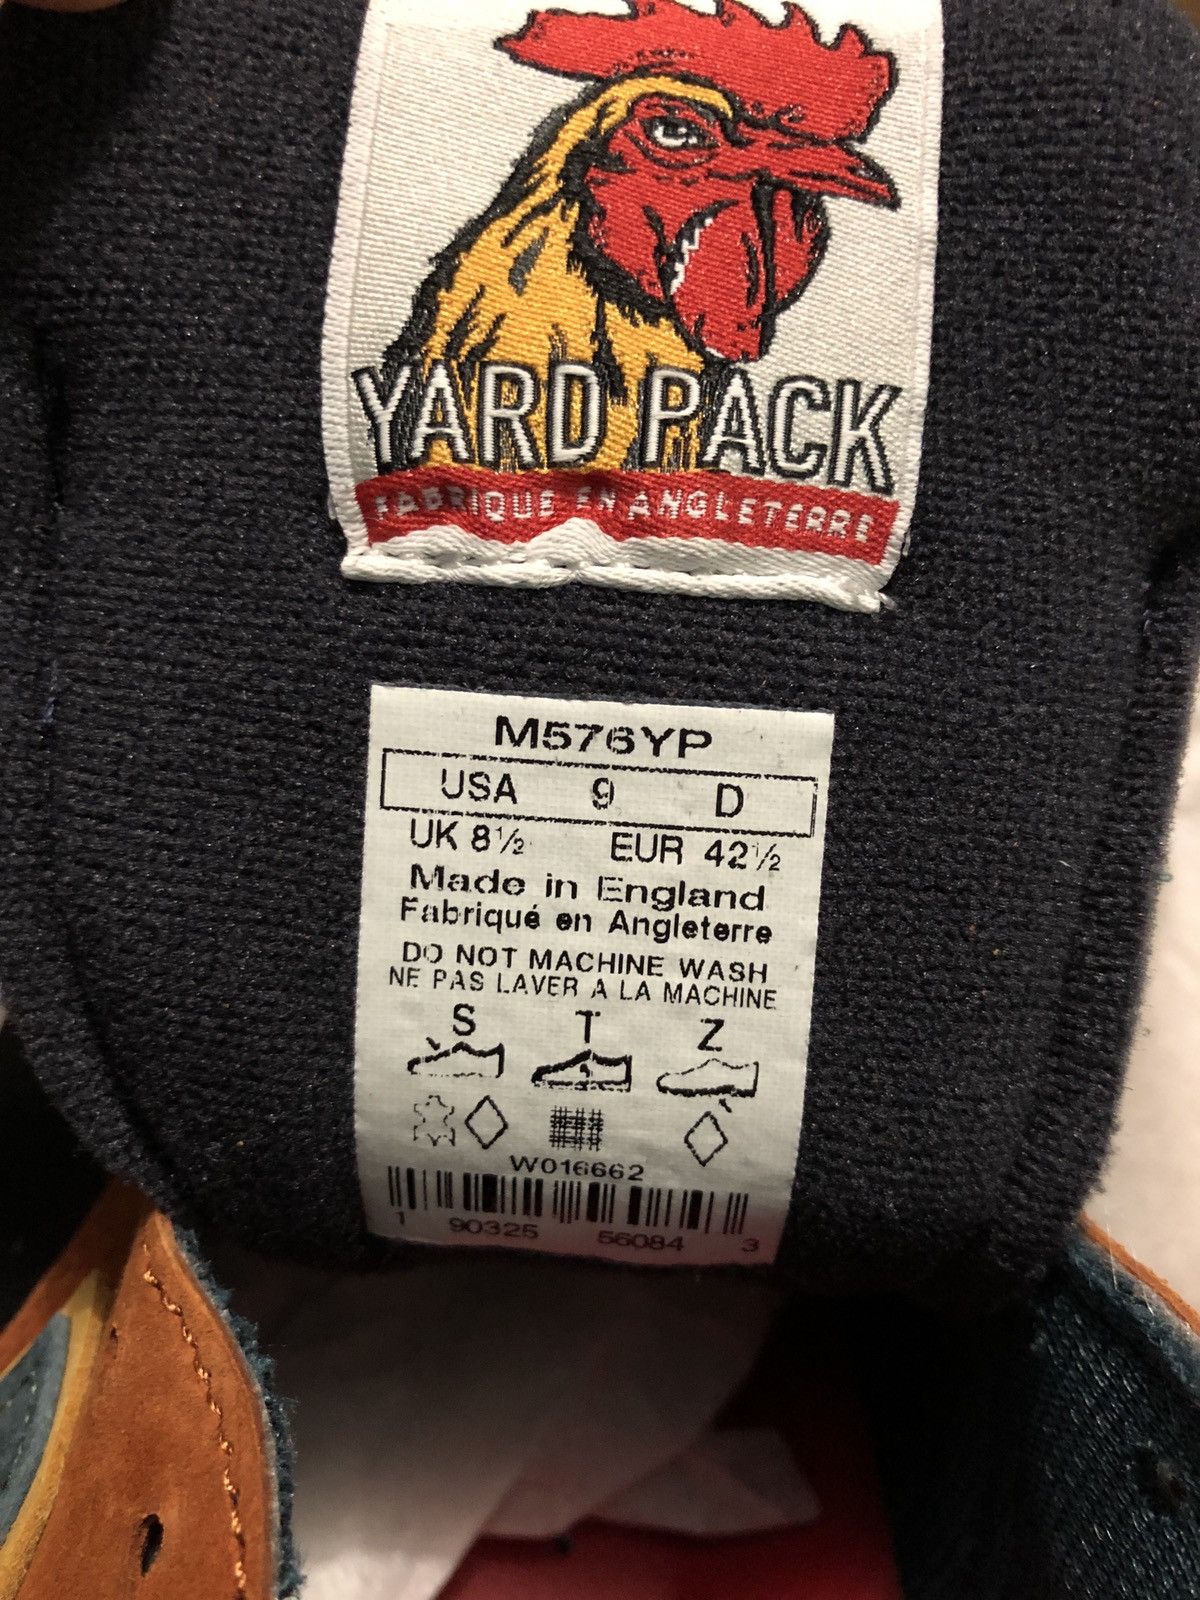 YARD PACK
FABRIQUE EN ANGLETERRE
M576YP
USA 9 D
UK 8½ EUR 42½
Made in England
Fabriqué en Angleterre
DO NOT MACHINE WASH
NE PAS LAVER A LA MACHINE
S T Z
W016662
1 90325 56084 3